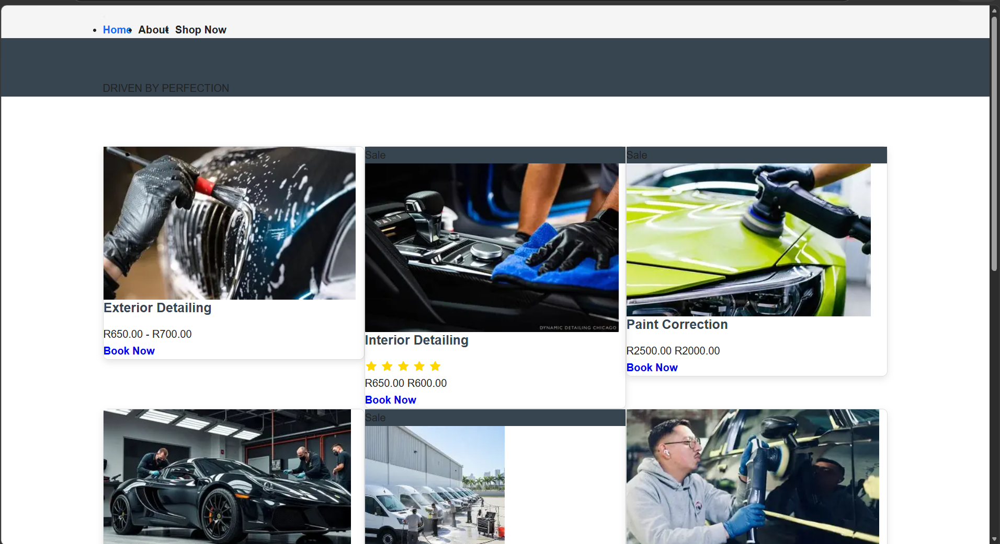 Home About Shop Now
DRIVEN BY PERFECTION
Exterior Detailing
R650.00 - R700.00
Book Now
Sale
DYNAMIC DETAILING CHICAGO
Interior Detailing
R650.00 R600.00
Book Now
Sale
Paint Correction
R2500.00 R2000.00
Book Now
Sale